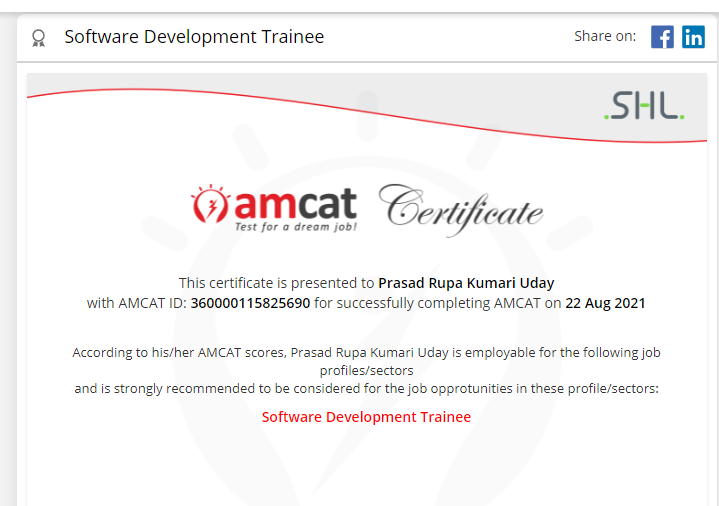 Software Development Trainee
Share on:
f in
.SHL.
amcat Certificate
Test for a dream job!
This certificate is presented to Prasad Rupa Kumari Uday
with AMCAT ID: 360000115825690 for successfully completing AMCAT on 22 Aug 2021
According to his/her AMCAT scores, Prasad Rupa Kumari Uday is employable for the following job
profiles/sectors
and is strongly recommended to be considered for the job opprotunities in these profile/sectors:
Software Development Trainee